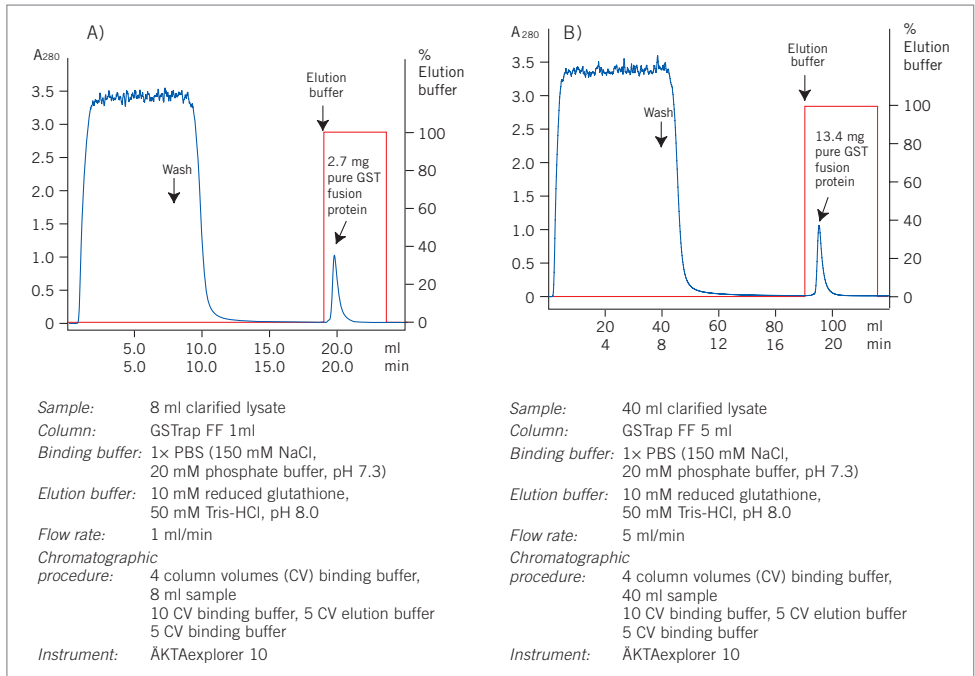 A)
A280
%
Elution
buffer
3.5
3.0
2.5
2.0
1.5
1.0
0.5
0
100
80
60
40
20
0
Wash
Elution
buffer
2.7 mg
pure GST
fusion
protein
5.0 10.0 15.0 20.0 ml
5.0 10.0 15.0 20.0 min
Sample: 8 ml clarified lysate
Column: GSTrap FF 1ml
Binding buffer: 1× PBS (150 mM NaCl,
20 mM phosphate buffer, pH 7.3)
Elution buffer: 10 mM reduced glutathione,
50 mM Tris-HCl, pH 8.0
Flow rate: 1 ml/min
Chromatographic
procedure: 4 column volumes (CV) binding buffer,
8 ml sample
10 CV binding buffer, 5 CV elution buffer
5 CV binding buffer
Instrument: ÄKTAexplorer 10
B)
A280
%
Elution
buffer
3.5
3.0
2.5
2.0
1.5
1.0
0.5
0
100
80
60
40
20
0
Wash
Elution
buffer
13.4 mg
pure GST
fusion
protein
20 40 60 80 100 ml
4 8 12 16 20 min
Sample: 40 ml clarified lysate
Column: GSTrap FF 5 ml
Binding buffer: 1× PBS (150 mM NaCl,
20 mM phosphate buffer, pH 7.3)
Elution buffer: 10 mM reduced glutathione,
50 mM Tris-HCl, pH 8.0
Flow rate: 5 ml/min
Chromatographic
procedure: 4 column volumes (CV) binding buffer,
40 ml sample
10 CV binding buffer, 5 CV elution buffer
5 CV binding buffer
Instrument: ÄKTAexplorer 10